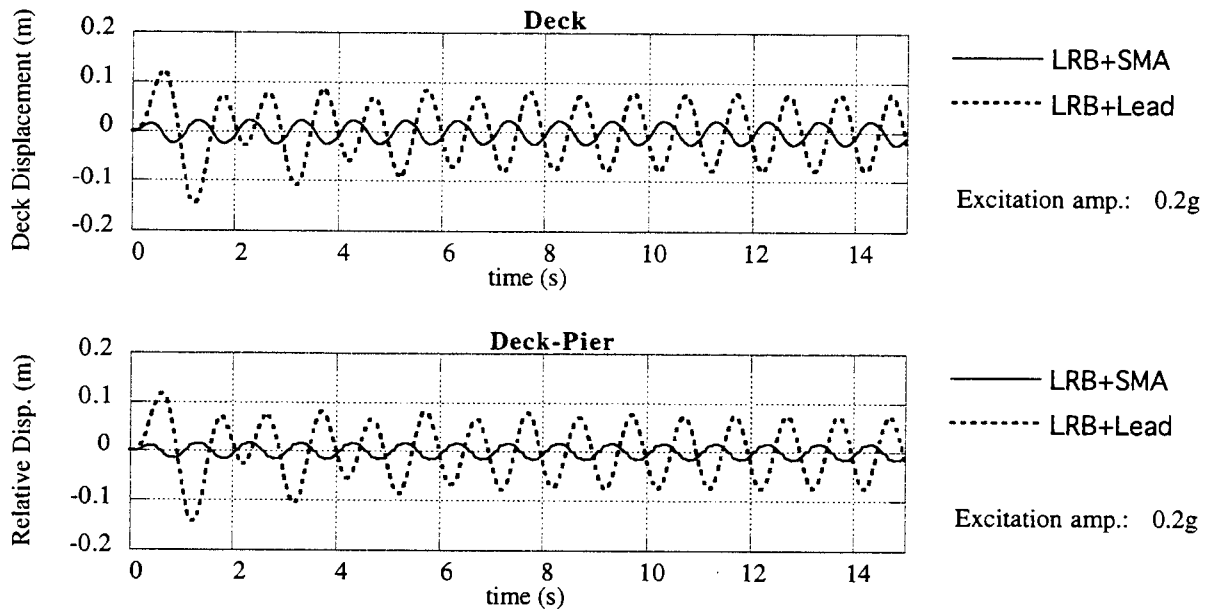 Deck
Deck Displacement (m)
0.2
0.1
0
-0.1
-0.2
0 2 4 6 8 10 12 14
time (s)
LRB+SMA
LRB+Lead
Excitation amp.: 0.2g
Deck-Pier
Relative Disp. (m)
0.2
0.1
0
-0.1
-0.2
0 2 4 6 8 10 12 14
time (s)
LRB+SMA
LRB+Lead
Excitation amp.: 0.2g